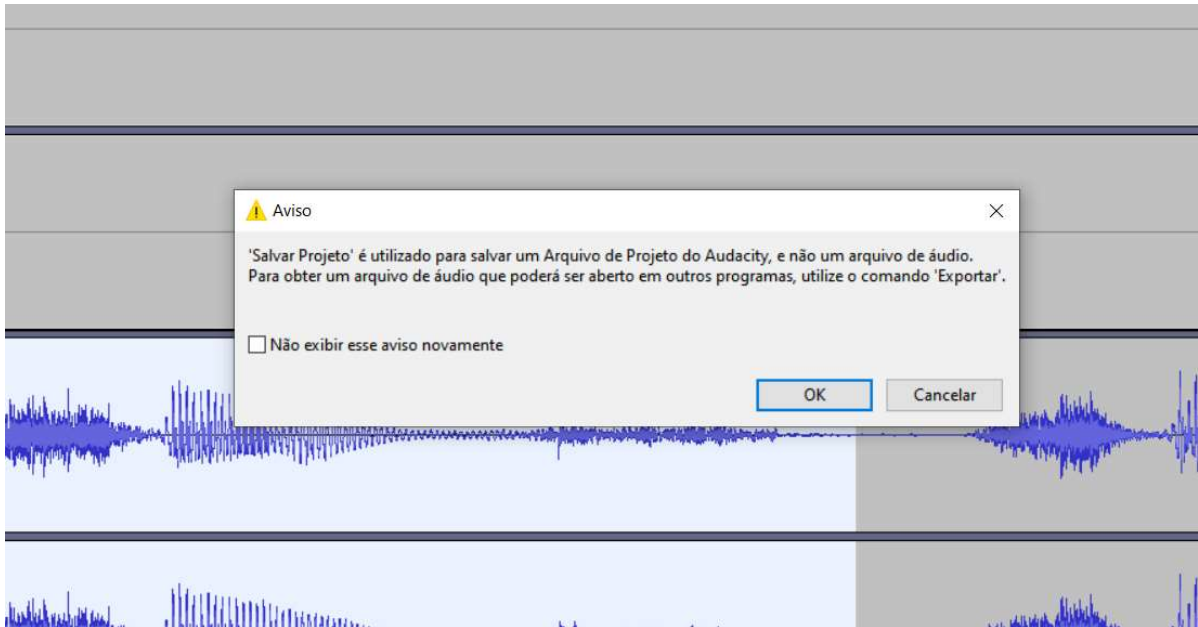 Aviso
'Salvar Projeto' é utilizado para salvar um Arquivo de Projeto do Audacity, e não um arquivo de áudio.
Para obter um arquivo de áudio que poderá ser aberto em outros programas, utilize o comando 'Exportar'.
Não exibir esse aviso novamente
OK
Cancelar